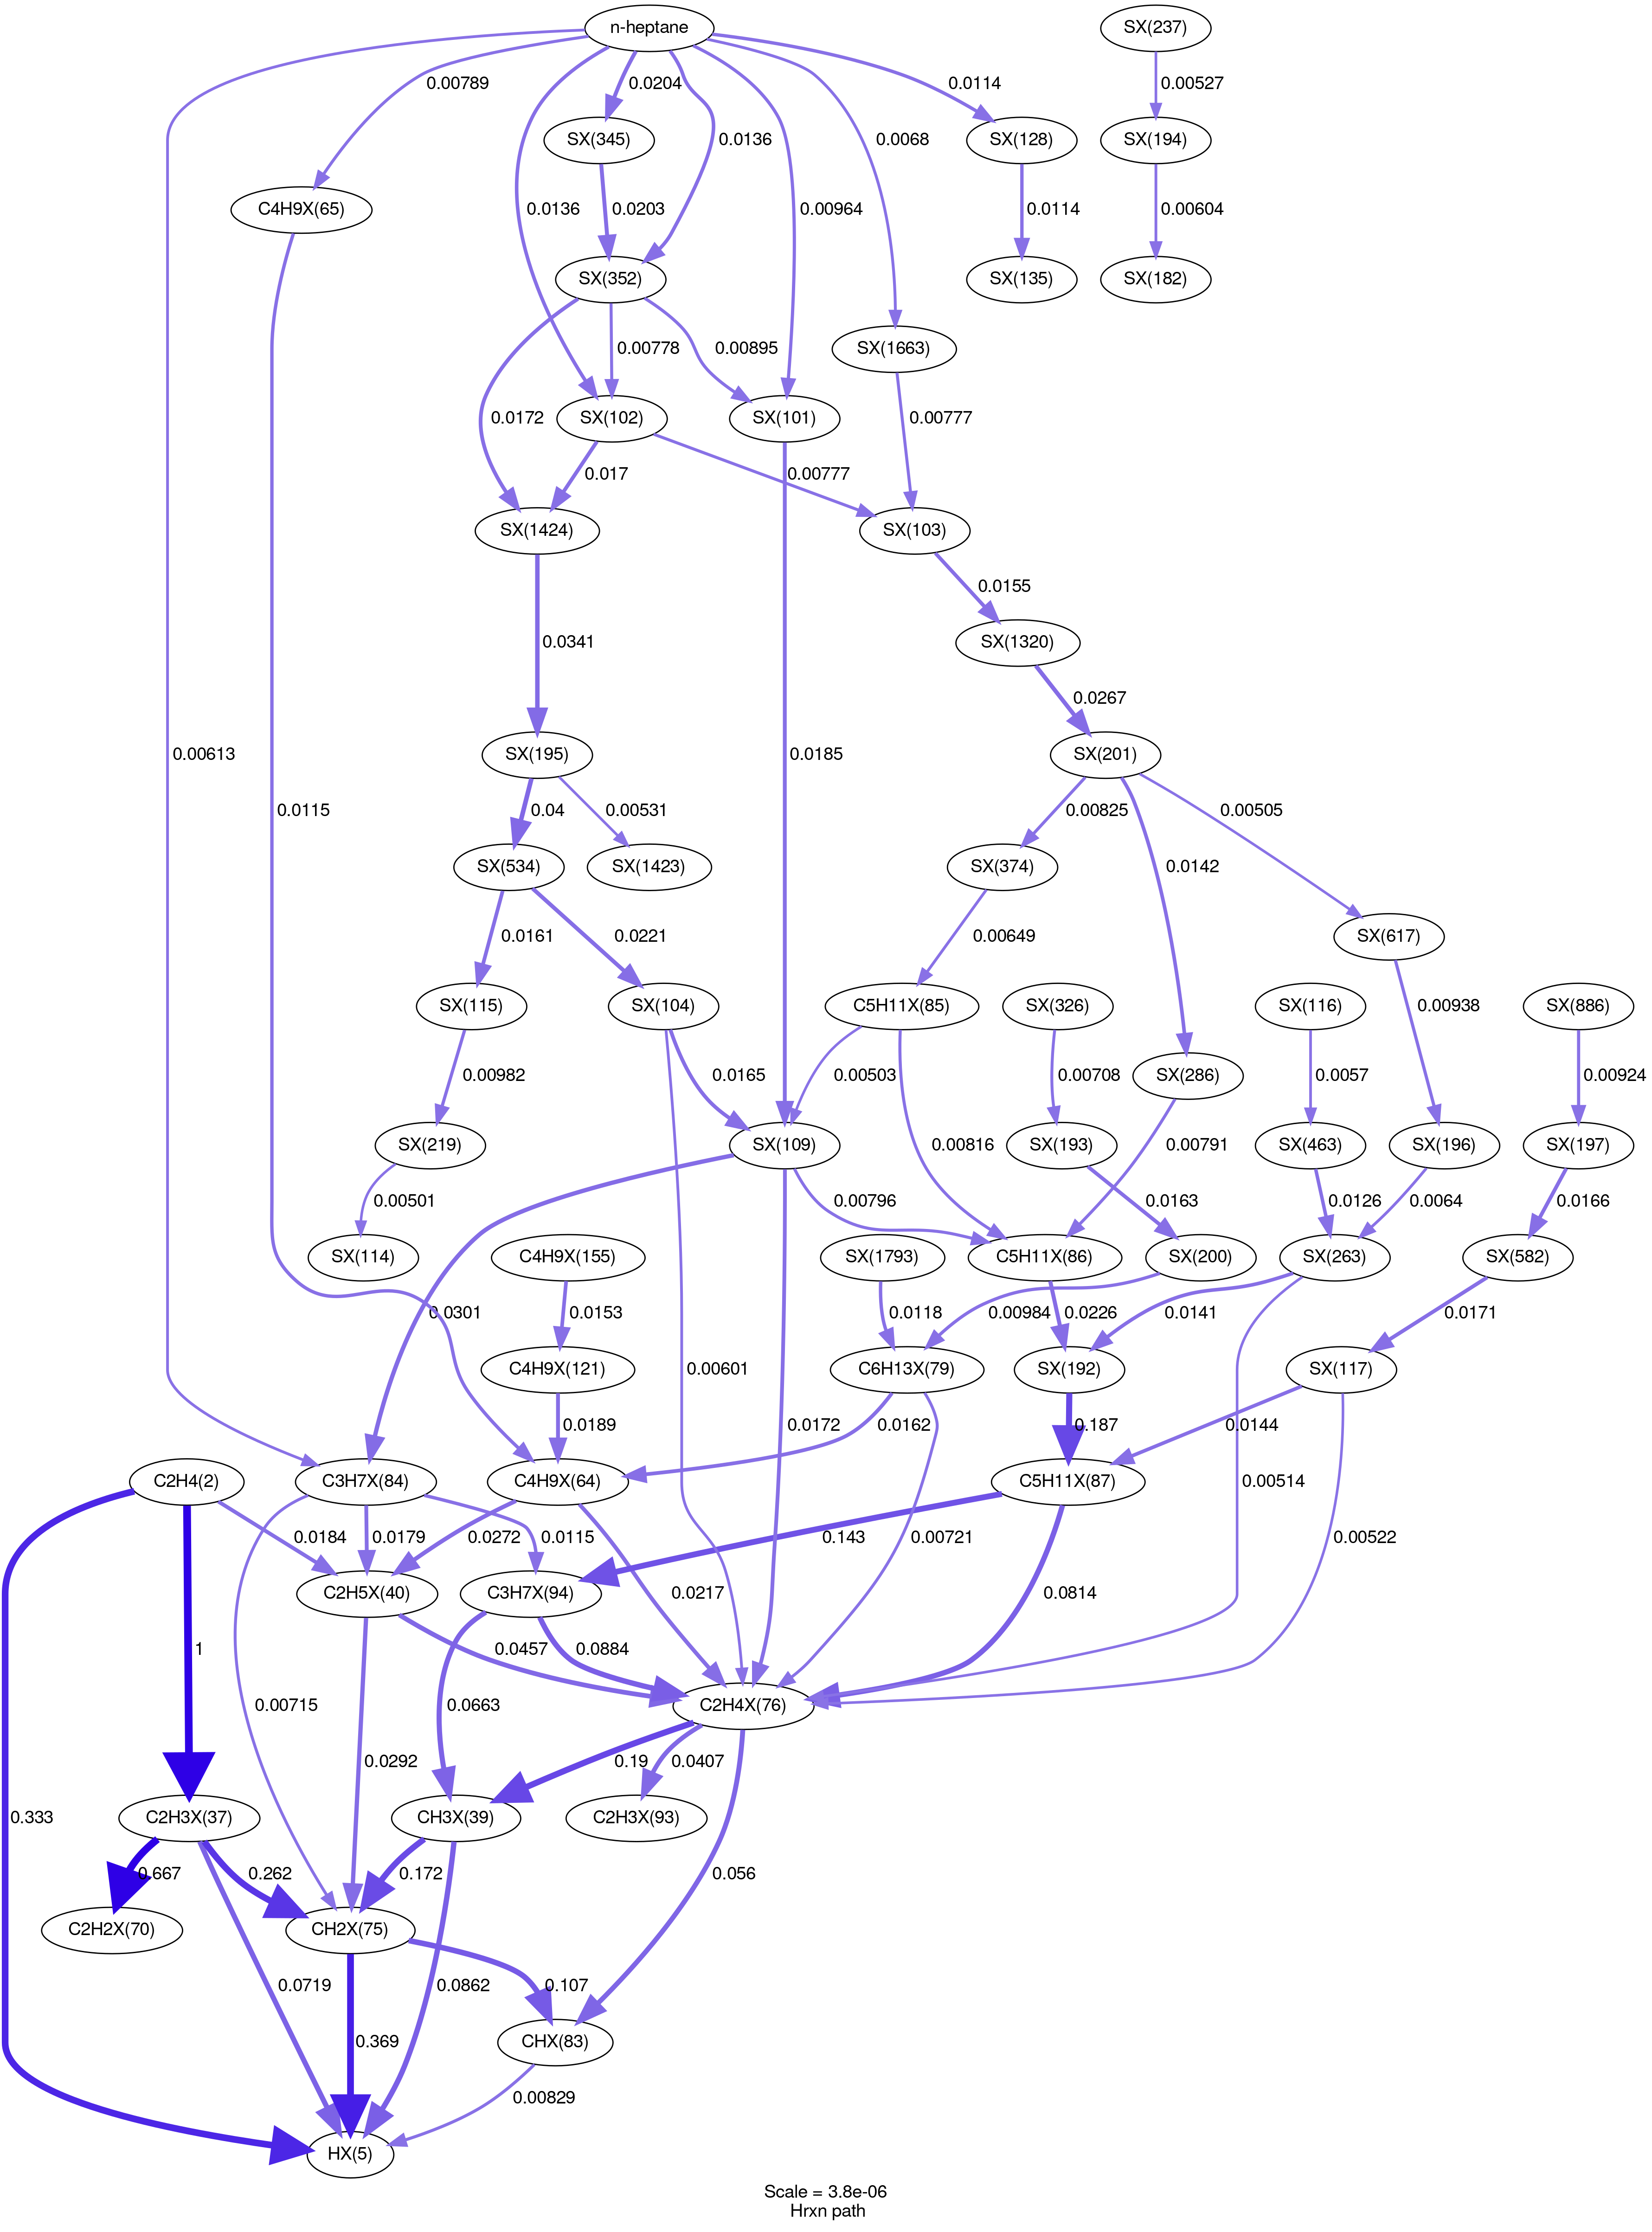 n-heptane
SX(237)
0.00789
0.0204
0.0114
0.00527
SX(345)
0.0136
0.0068
SX(128)
SX(194)
C4H9X(65)
0.0136
0.0203
0.00964
0.0114
0.00604
SX(352)
SX(135)
SX(182)
0.00778
0.00895
SX(1663)
0.0172
SX(102)
SX(101)
0.00777
0.017
0.00777
SX(1424)
SX(103)
0.0155
0.0341
SX(1320)
0.0267
0.00613
SX(195)
0.0185
SX(201)
0.0115
0.04
0.00531
0.00825
0.0142
0.00505
SX(534)
SX(1423)
SX(374)
0.0161
0.0221
0.00649
SX(617)
SX(115)
SX(104)
C5H11X(85)
SX(326)
SX(116)
0.00938
SX(886)
0.00982
0.0165
0.00503
0.00708
SX(286)
0.0057
0.00924
SX(219)
SX(109)
0.00816
SX(193)
0.00791
SX(463)
SX(196)
SX(197)
0.00501
0.00796
0.0163
0.0126
0.0064
0.0166
SX(114)
C4H9X(155)
SX(1793)
C5H11X(86)
SX(200)
SX(263)
SX(582)
0.0301
0.0153
0.0118
0.00984
0.0226
0.0141
0.0171
C4H9X(121)
0.00601
C6H13X(79)
SX(192)
SX(117)
0.0189
0.0172
0.0162
0.187
0.0144
C2H4(2)
C3H7X(84)
C4H9X(64)
C5H11X(87)
0.00514
0.0184
0.0179
0.0272
0.0115
0.143
0.00721
0.00522
C2H5X(40)
C3H7X(94)
0.0217
0.0814
1
0.0457
0.0884
0.00715
0.0663
C2H4X(76)
0.0292
0.19
0.0407
0.333
C2H3X(37)
CH3X(39)
C2H3X(93)
0.667
0.262
0.172
0.056
C2H2X(70)
CH2X(75)
0.0719
0.0862
0.107
0.369
CHX(83)
0.00829
HX(5)
Scale = 3.8e-06
Hrxn path